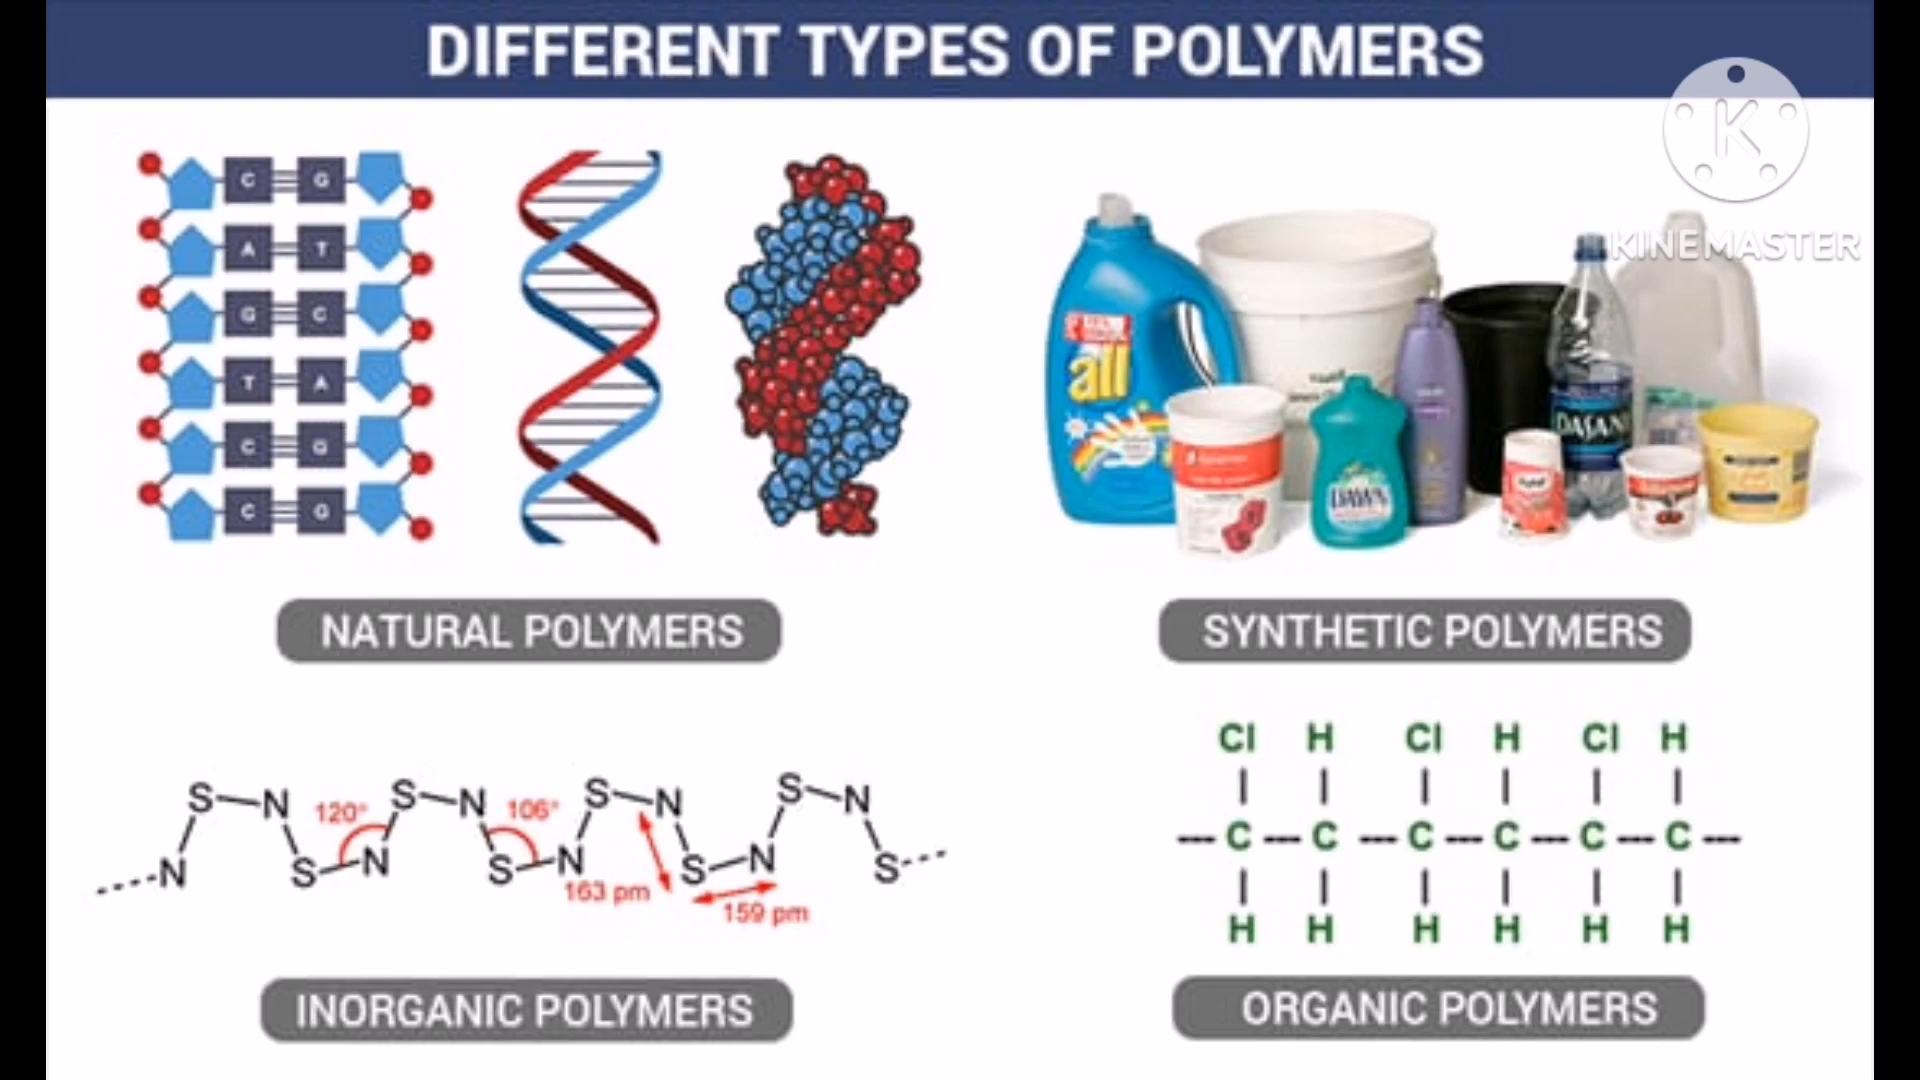 DIFFERENT TYPES OF POLYMERS
K
KINEMASTER
C G
A T
G C
T A
C G
C G
all
DAWN
DASANI
NATURAL POLYMERS
SYNTHETIC POLYMERS
S N S N S N S N
120° 106°
N S N S N S N S
163 pm
159 pm
Cl H Cl H Cl H
C C C C C C
H H H H H H
INORGANIC POLYMERS
ORGANIC POLYMERS